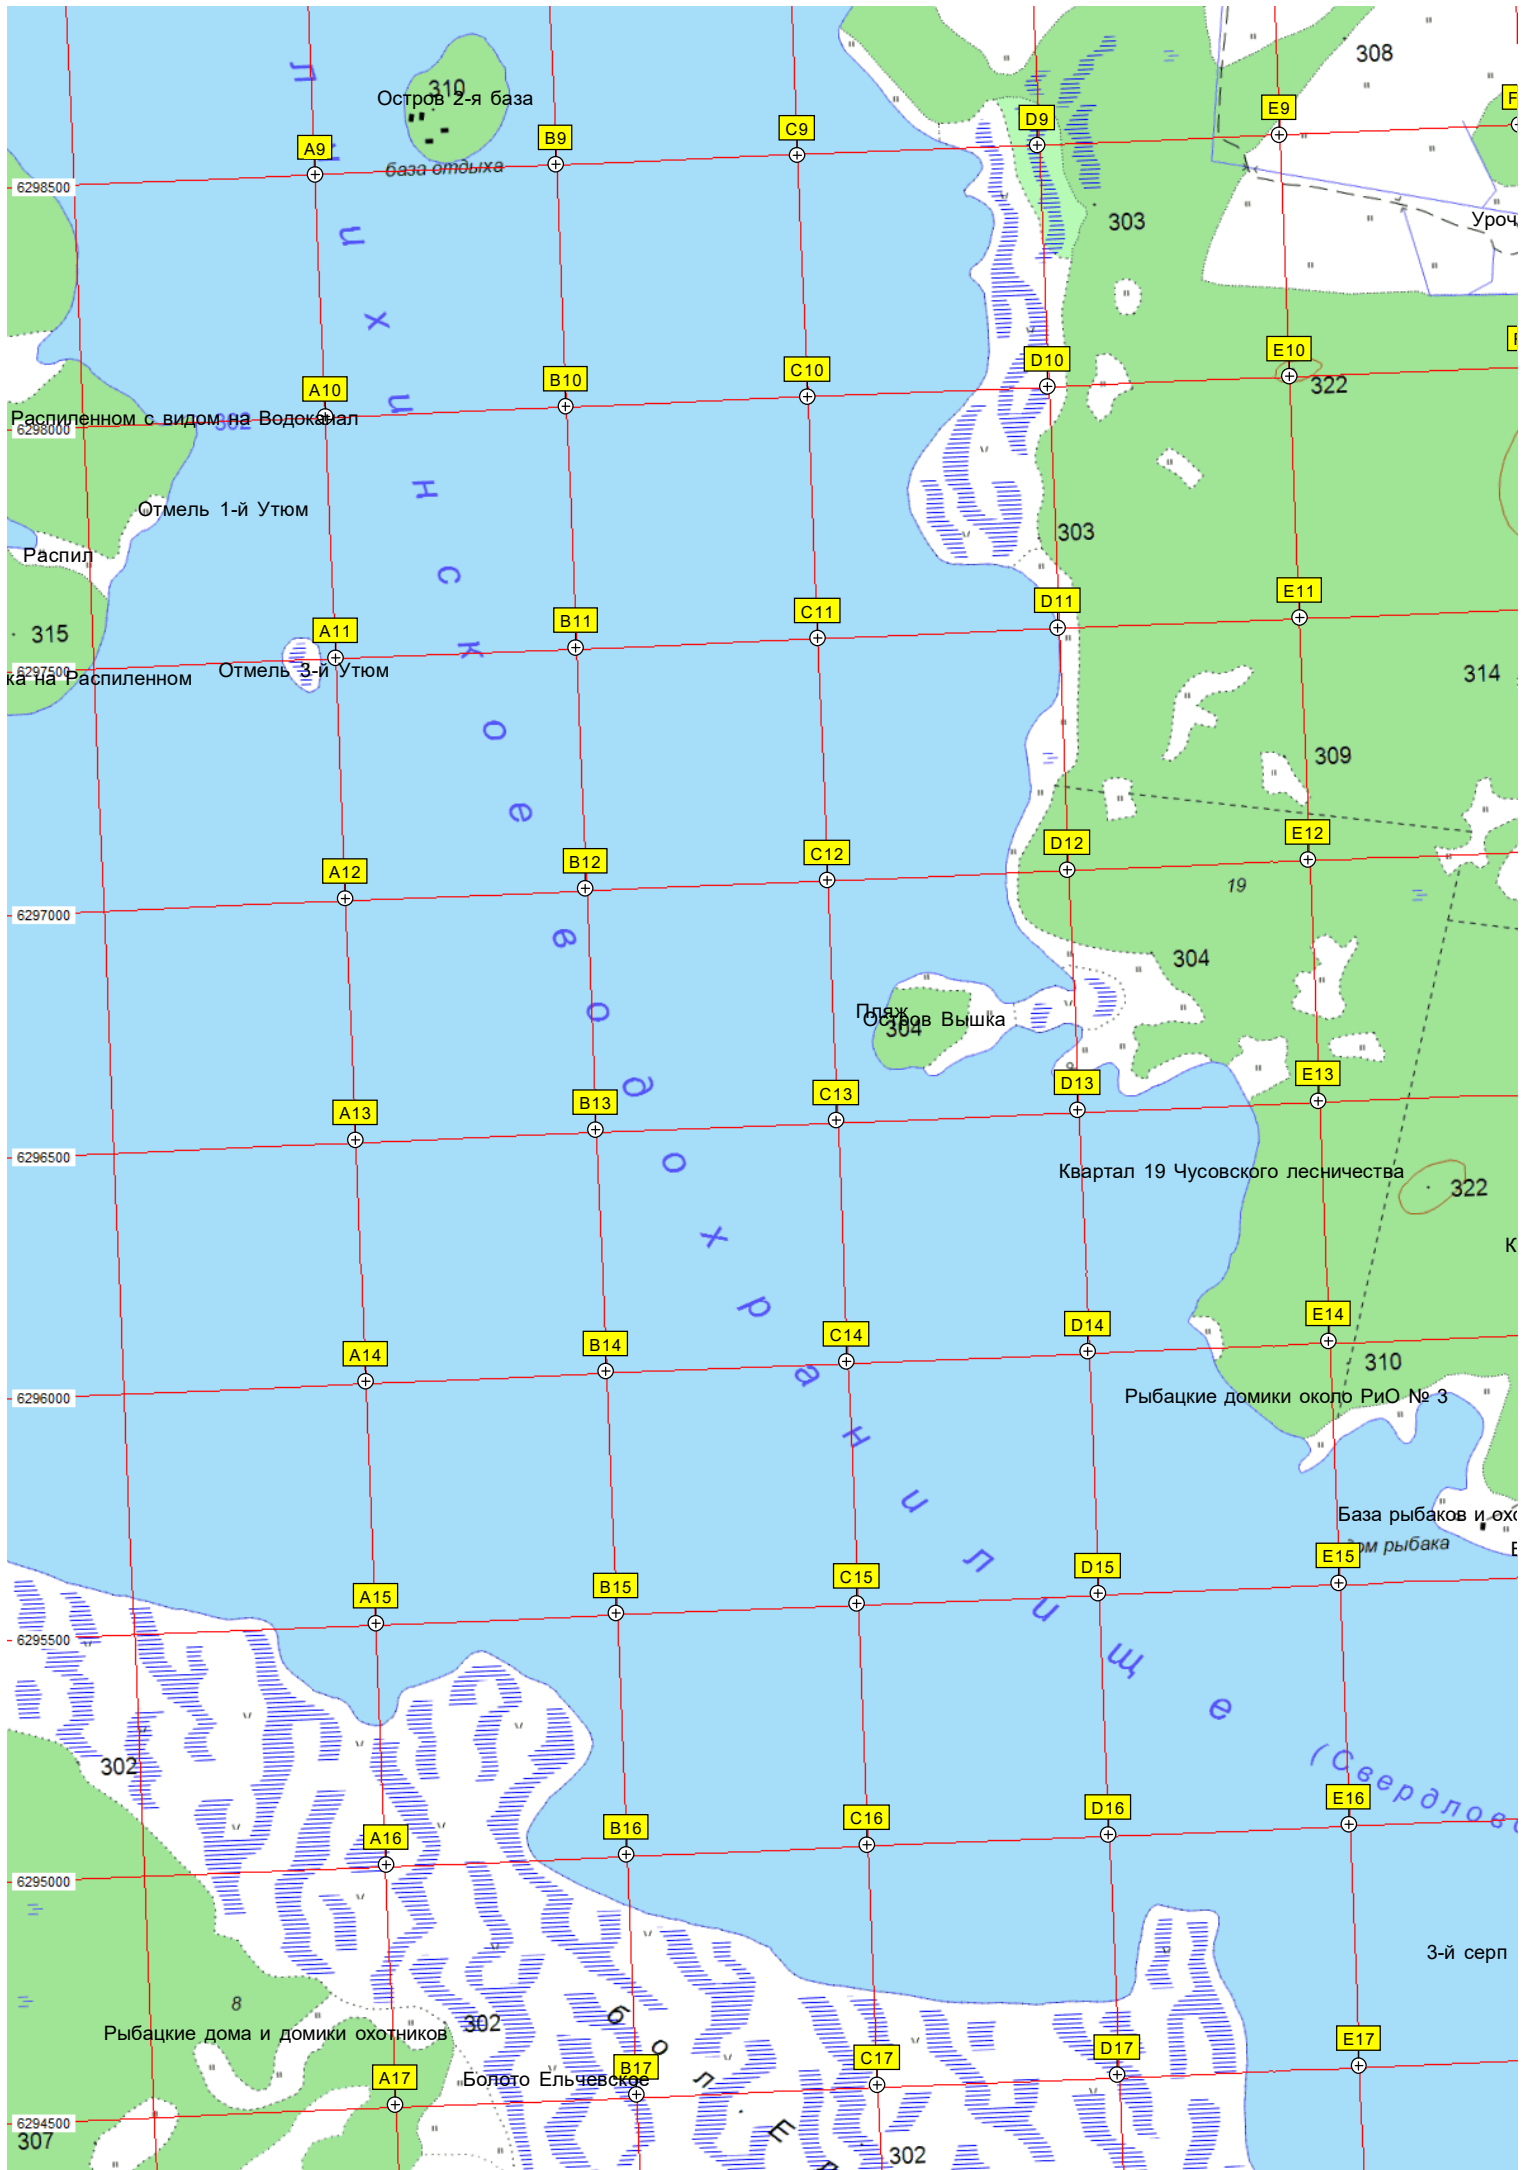 308
310
Остров 2-я база
база отдыха
A9
B9
C9
D9
E9
6298500
303
322
A10
B10
C10
D10
E10
Распиленном с видом на Водоканал
302
6298000
Отмель 1-й Утюм
Распил
303
315
A11
B11
C11
D11
E11
Отмель 3-й Утюм
6297500
ка на Распиленном
314
309
A12
B12
C12
D12
E12
19
6297000
304
Пляж
Остров Вышка
304
A13
B13
C13
D13
E13
6296500
Квартал 19 Чусовского лесничества
322
A14
B14
C14
D14
E14
310
6296000
Рыбацкие домики около РиО № 3
База рыбаков и охо
ом рыбака
A15
B15
C15
D15
E15
6295500
лихинское водохранилище
(Свердловс
302
A16
B16
C16
D16
E16
6295000
3-й серп
8
Рыбацкие дома и домики охотников
302
бол. Е
A17
B17
C17
D17
E17
Болото Ельчевское
6294500
307
302
Уроч